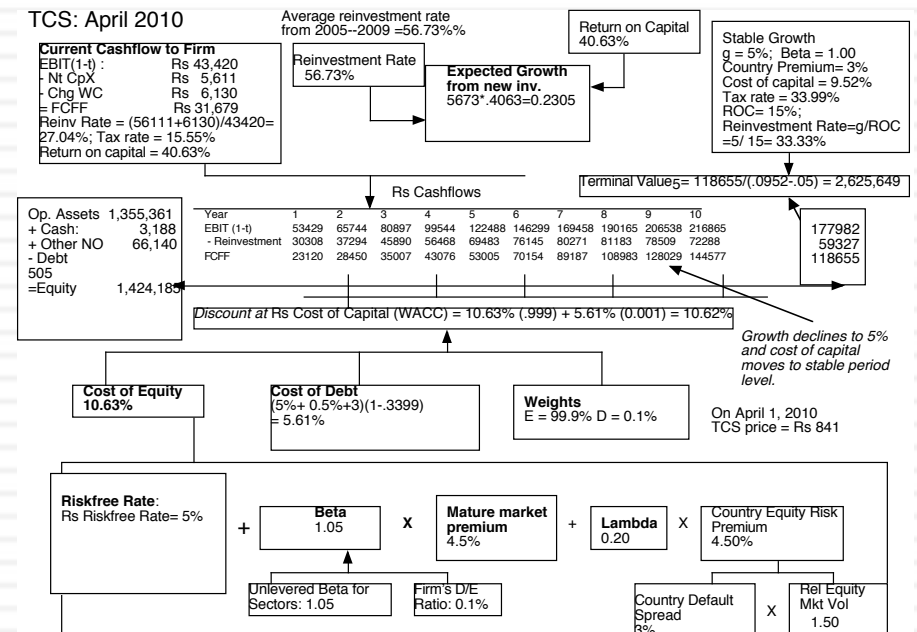 TCS: April 2010
Average reinvestment rate
from 2005--2009 =56.73%%
Return on Capital
40.63%
Stable Growth
g = 5%; Beta = 1.00
Country Premium= 3%
Cost of capital = 9.52%
Tax rate = 33.99%
ROC= 15%;
Reinvestment Rate=g/ROC
=5/ 15= 33.33%
Current Cashflow to Firm
EBIT(1-t) : Rs 43,420
- Nt CpX Rs 5,611
- Chg WC Rs 6,130
= FCFF Rs 31,679
Reinv Rate = (56111+6130)/43420=
27.04%; Tax rate = 15.55%
Return on capital = 40.63%
Reinvestment Rate
56.73%
Expected Growth
from new inv.
5673*.4063=0.2305
Rs Cashflows
Terminal Value5= 118655/(.0952-.05) = 2,625,649
Op. Assets 1,355,361
+ Cash: 3,188
+ Other NO 66,140
- Debt
505
=Equity 1,424,185
Year 1 2 3 4 5 6 7 8 9 10
EBIT (1-t) 53429 65744 80897 99544 122488 146299 169458 190165 206538 216865
- Reinvestment 30308 37294 45890 56468 69483 76145 80271 81183 78509 72288
FCFF 23120 28450 35007 43076 53005 70154 89187 108983 128029 144577
177982
59327
118655
Discount at Rs Cost of Capital (WACC) = 10.63% (.999) + 5.61% (0.001) = 10.62%
Growth declines to 5%
and cost of capital
moves to stable period
level.
Cost of Equity
10.63%
Cost of Debt
(5%+ 0.5%+3)(1-.3399)
= 5.61%
Weights
E = 99.9% D = 0.1%
On April 1, 2010
TCS price = Rs 841
Riskfree Rate:
Rs Riskfree Rate= 5%
+
Beta
1.05
X
Mature market
premium
4.5%
+
Lambda
0.20
X
Country Equity Risk
Premium
4.50%
Unlevered Beta for
Sectors: 1.05
Firm's D/E
Ratio: 0.1%
Country Default
Spread
3%
X
Rel Equity
Mkt Vol
1.50